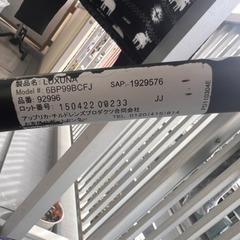 製品名: LUXUNA
Model #: 6BP99BCFJ SAP: 1929576
品番: 92996 JJ
ロット番号: 150422 00233
アップリカ・チルドレンズプロダクツ合同会社